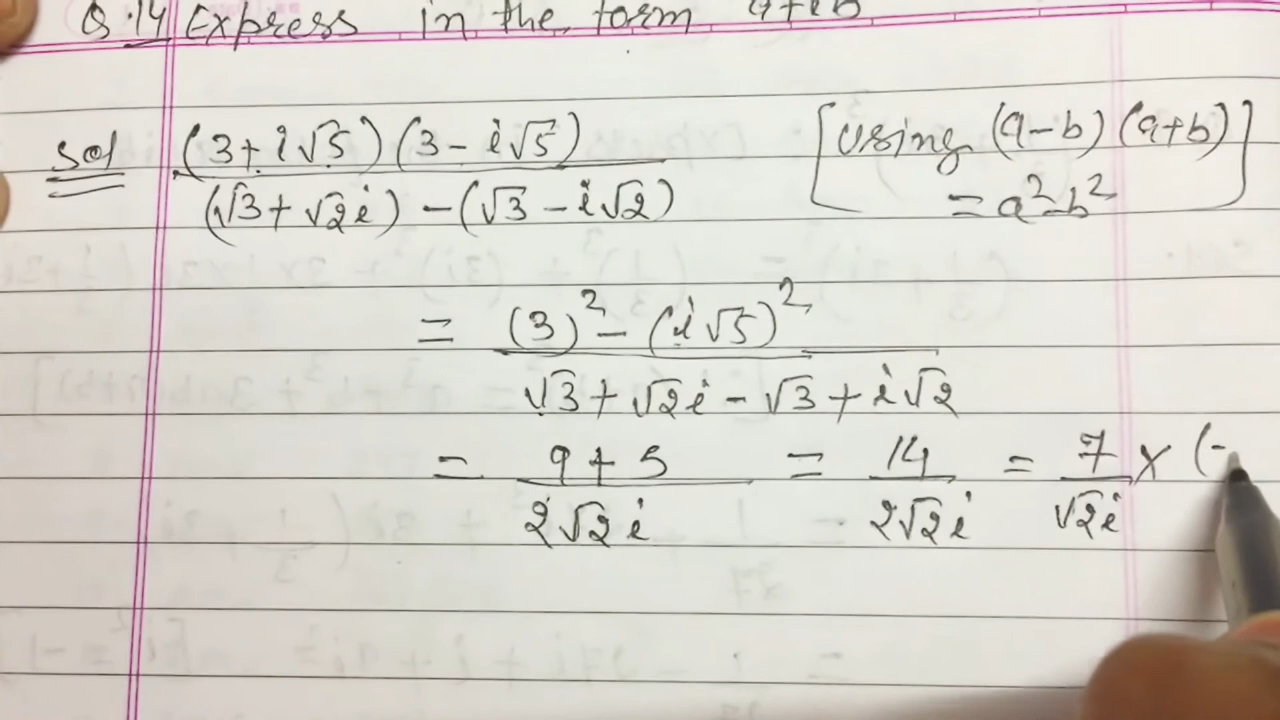 Q.14 Express in the form a+ib
Sol (3+i√5)(3-i√5) [using (a-b)(a+b)
(√3+√2i)-(√3-i√2) =a²-b²]
= (3)²-(i√5)²
√3+√2i-√3+i√2
= 9+5 = 14 = 7 × (-
2√2i 2√2i √2i